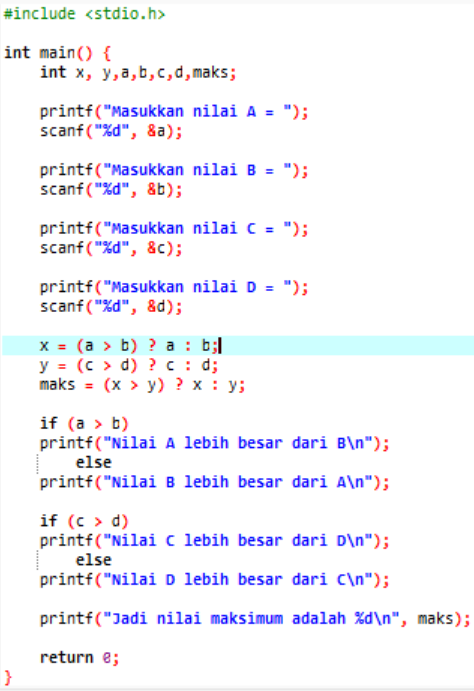 #include <stdio.h>
int main() {
int x, y,a,b,c,d,maks;
printf("Masukkan nilai A = ");
scanf("%d", &a);
printf("Masukkan nilai B = ");
scanf("%d", &b);
printf("Masukkan nilai C = ");
scanf("%d", &c);
printf("Masukkan nilai D = ");
scanf("%d", &d);
x = (a > b) ? a : b;
y = (c > d) ? c : d;
maks = (x > y) ? x : y;
if (a > b)
printf("Nilai A lebih besar dari B\n");
else
printf("Nilai B lebih besar dari A\n");
if (c > d)
printf("Nilai C lebih besar dari D\n");
else
printf("Nilai D lebih besar dari C\n");
printf("Jadi nilai maksimum adalah %d\n", maks);
return 0;
}